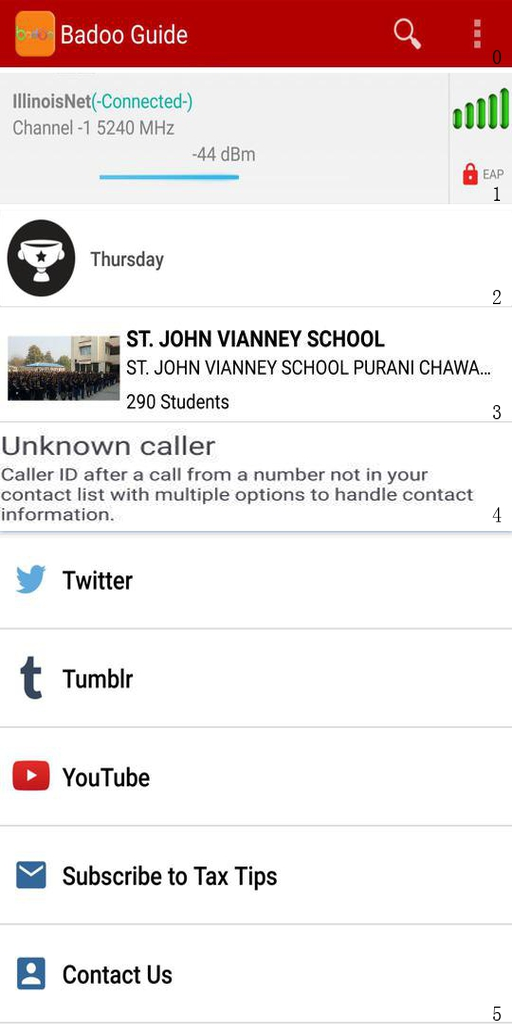 Badoo Guide
0
IllinoisNet(-Connected-)
Channel -1 5240 MHz
-44 dBm
EAP
1
Thursday
2
ST. JOHN VIANNEY SCHOOL
ST. JOHN VIANNEY SCHOOL PURANI CHAWA...
290 Students
3
Unknown caller
Caller ID after a call from a number not in your
contact list with multiple options to handle contact
information.
4
Twitter
Tumblr
YouTube
Subscribe to Tax Tips
Contact Us
5